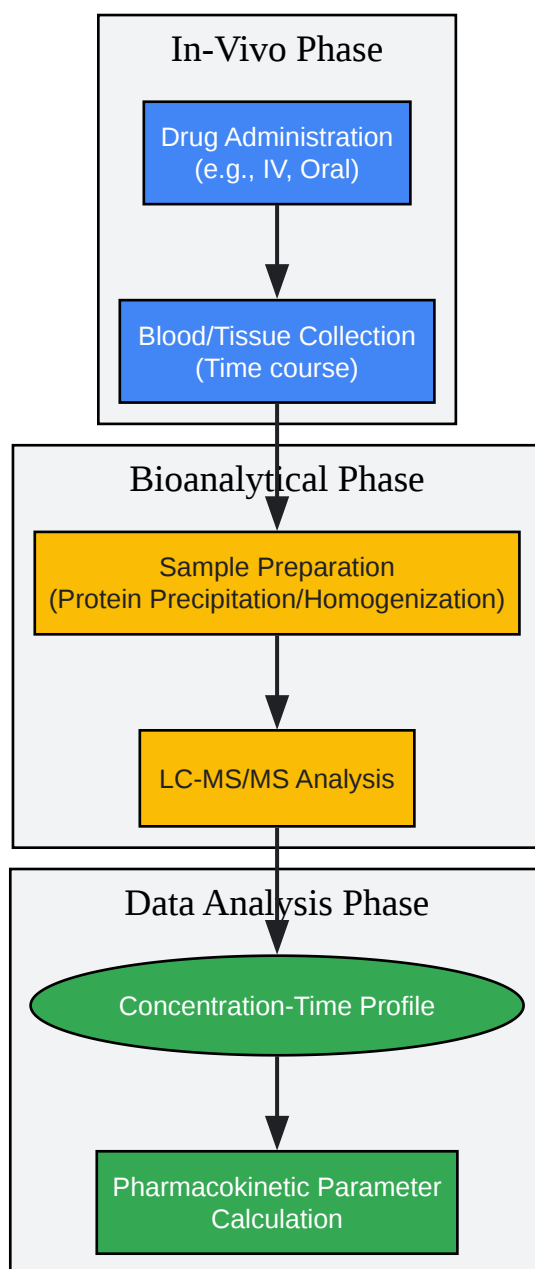 In-Vivo Phase
Drug Administration
(e.g., IV, Oral)
Blood/Tissue Collection
(Time course)
Bioanalytical Phase
Sample Preparation
(Protein Precipitation/Homogenization)
LC-MS/MS Analysis
Data Analysis Phase
Concentration-Time Profile
Pharmacokinetic Parameter
Calculation